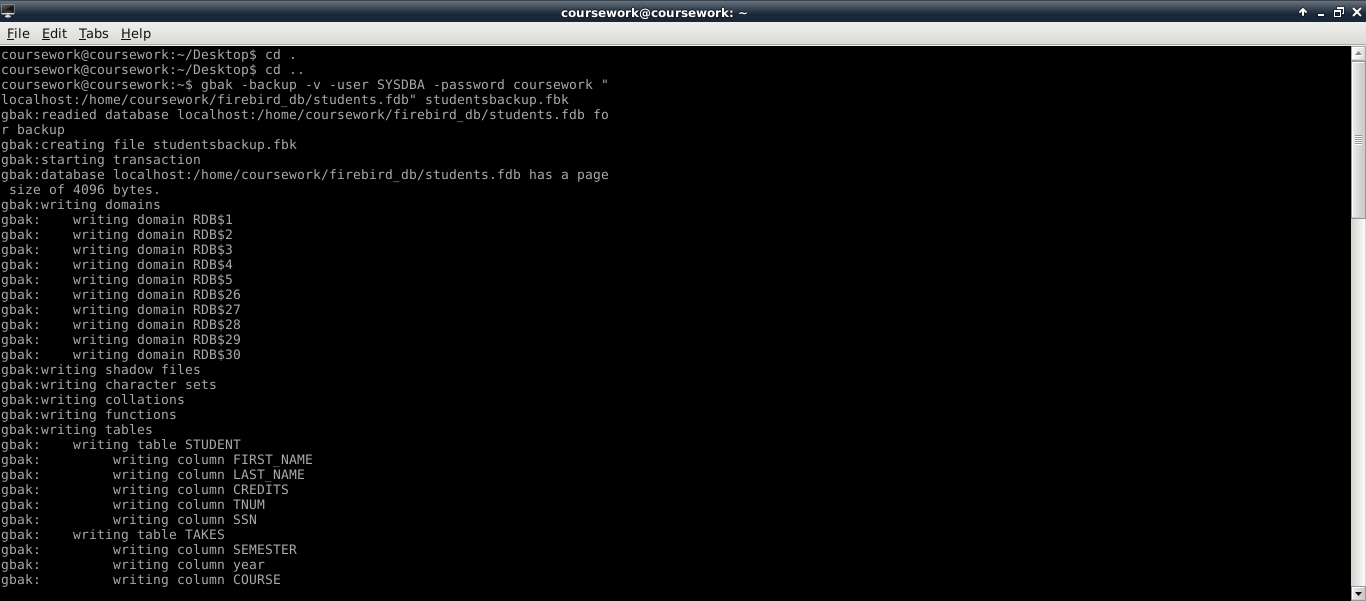 coursework@coursework: ~
File Edit Tabs Help
coursework@coursework:~/Desktop$ cd .
coursework@coursework:~/Desktop$ cd ..
coursework@coursework:~$ gbak -backup -v -user SYSDBA -password coursework "
localhost:/home/coursework/firebird_db/students.fdb" studentsbackup.fbk
gbak:readied database localhost:/home/coursework/firebird_db/students.fdb fo
r backup
gbak:creating file studentsbackup.fbk
gbak:starting transaction
gbak:database localhost:/home/coursework/firebird_db/students.fdb has a page
 size of 4096 bytes.
gbak:writing domains
gbak:    writing domain RDB$1
gbak:    writing domain RDB$2
gbak:    writing domain RDB$3
gbak:    writing domain RDB$4
gbak:    writing domain RDB$5
gbak:    writing domain RDB$26
gbak:    writing domain RDB$27
gbak:    writing domain RDB$28
gbak:    writing domain RDB$29
gbak:    writing domain RDB$30
gbak:writing shadow files
gbak:writing character sets
gbak:writing collations
gbak:writing functions
gbak:writing tables
gbak:    writing table STUDENT
gbak:         writing column FIRST_NAME
gbak:         writing column LAST_NAME
gbak:         writing column CREDITS
gbak:         writing column TNUM
gbak:         writing column SSN
gbak:    writing table TAKES
gbak:         writing column SEMESTER
gbak:         writing column year
gbak:         writing column COURSE